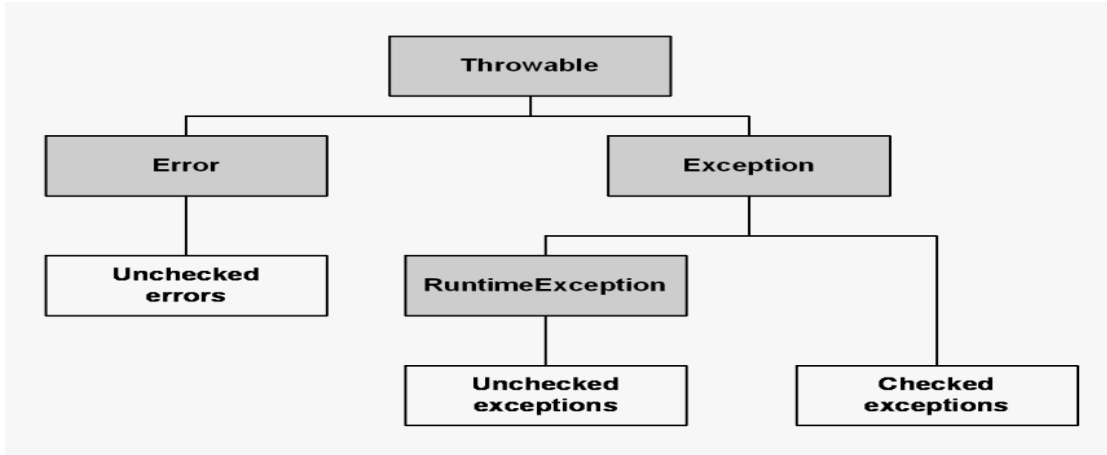 Throwable
Error
Exception
Unchecked
errors
RuntimeException
Unchecked
exceptions
Checked
exceptions